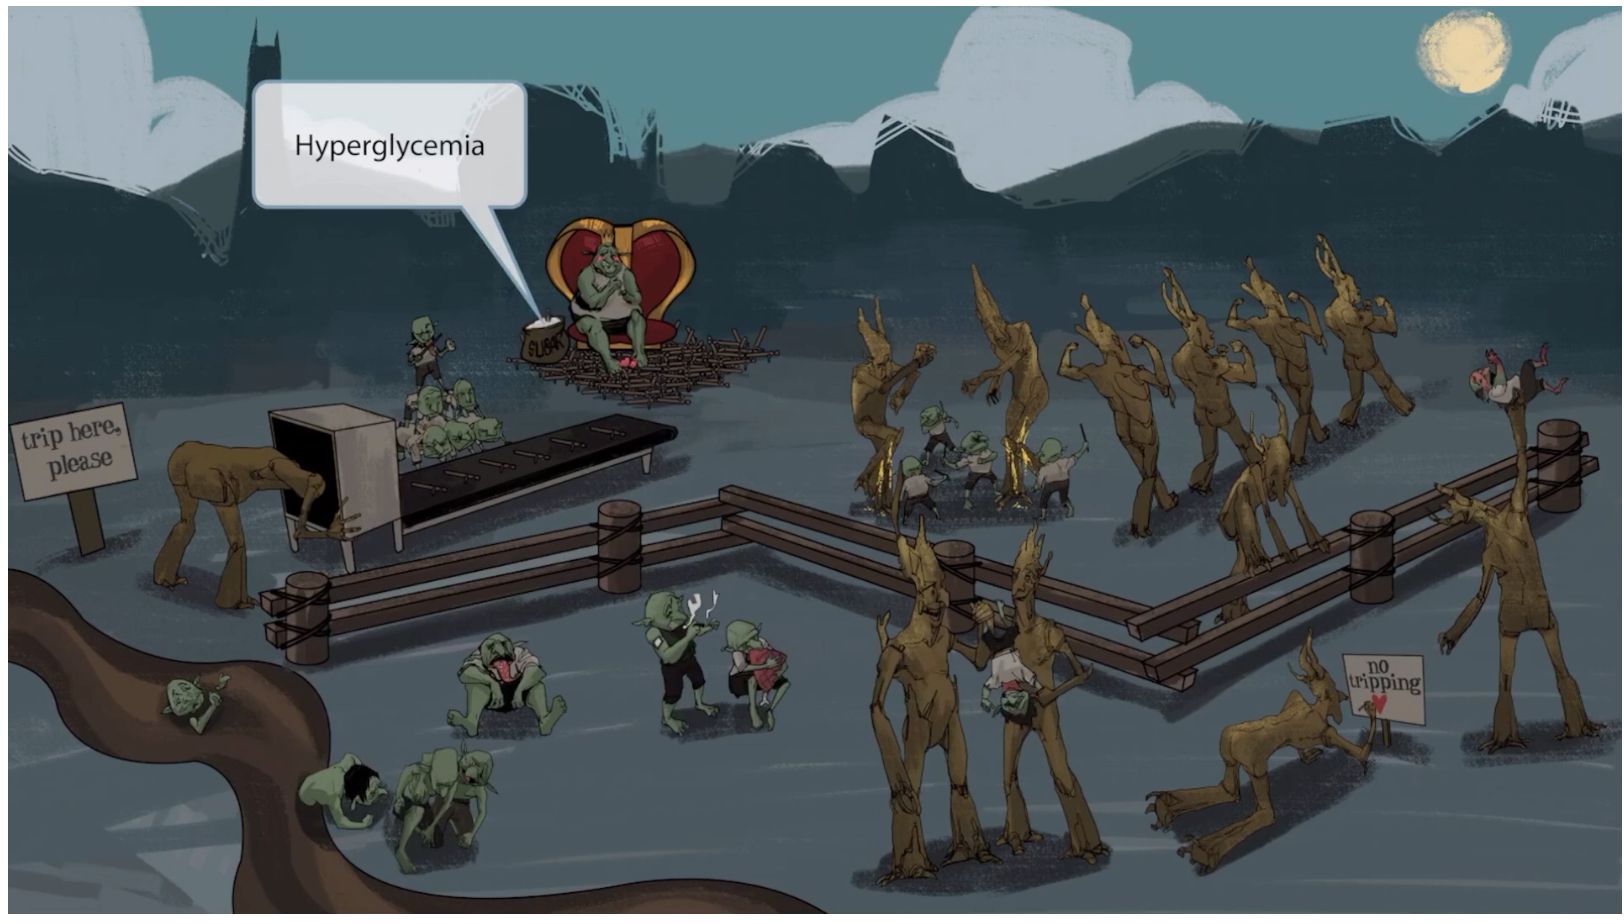 Hyperglycemia
SUGAR
trip here,
please
no
tripping